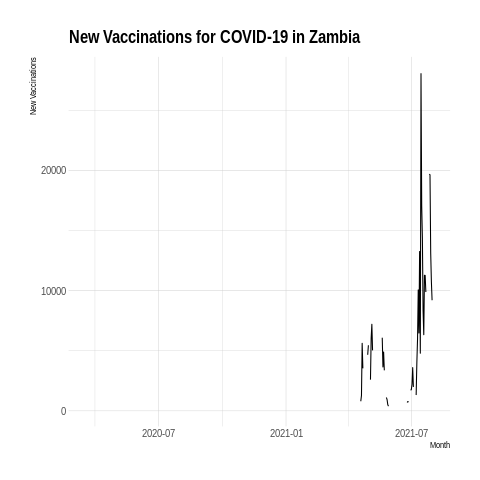 New Vaccinations for COVID-19 in Zambia
New Vaccinations
20000
10000
0
2020-07
2021-01
2021-07
Month